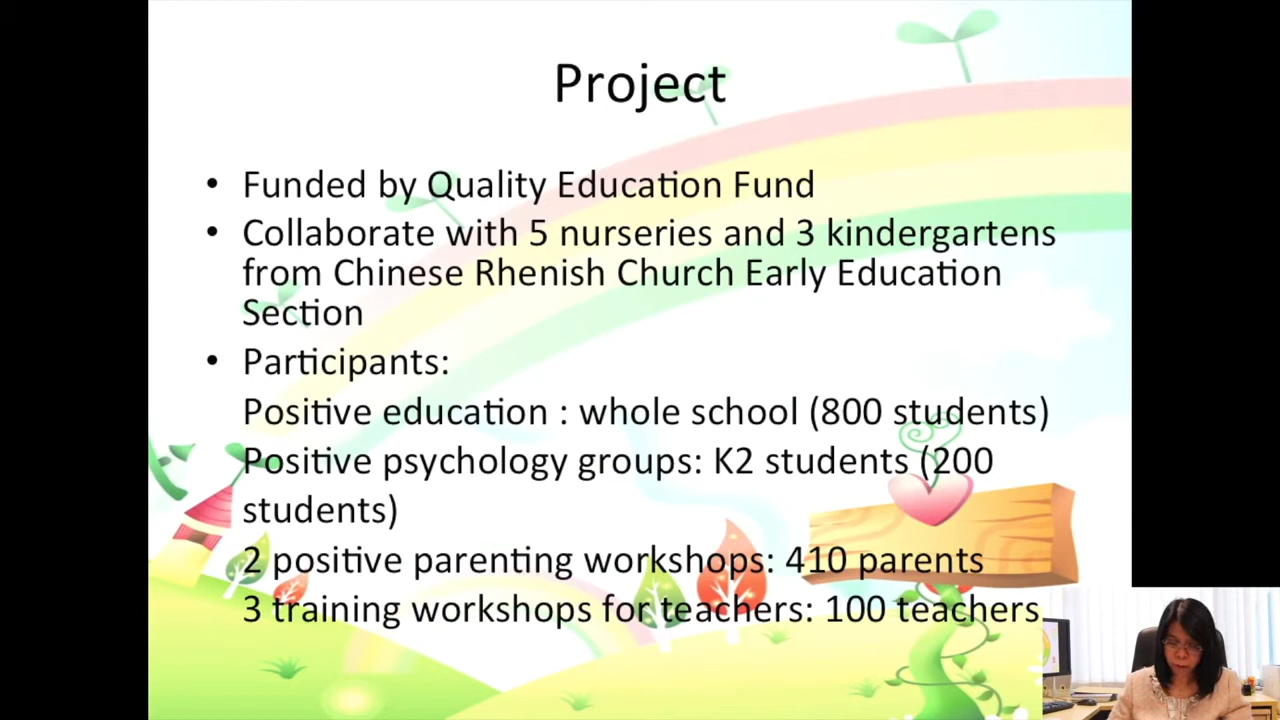 Project
• Funded by Quality Education Fund
• Collaborate with 5 nurseries and 3 kindergartens
from Chinese Rhenish Church Early Education
Section
• Participants:
Positive education : whole school (800 students)
Positive psychology groups: K2 students (200
students)
2 positive parenting workshops: 410 parents
3 training workshops for teachers: 100 teachers